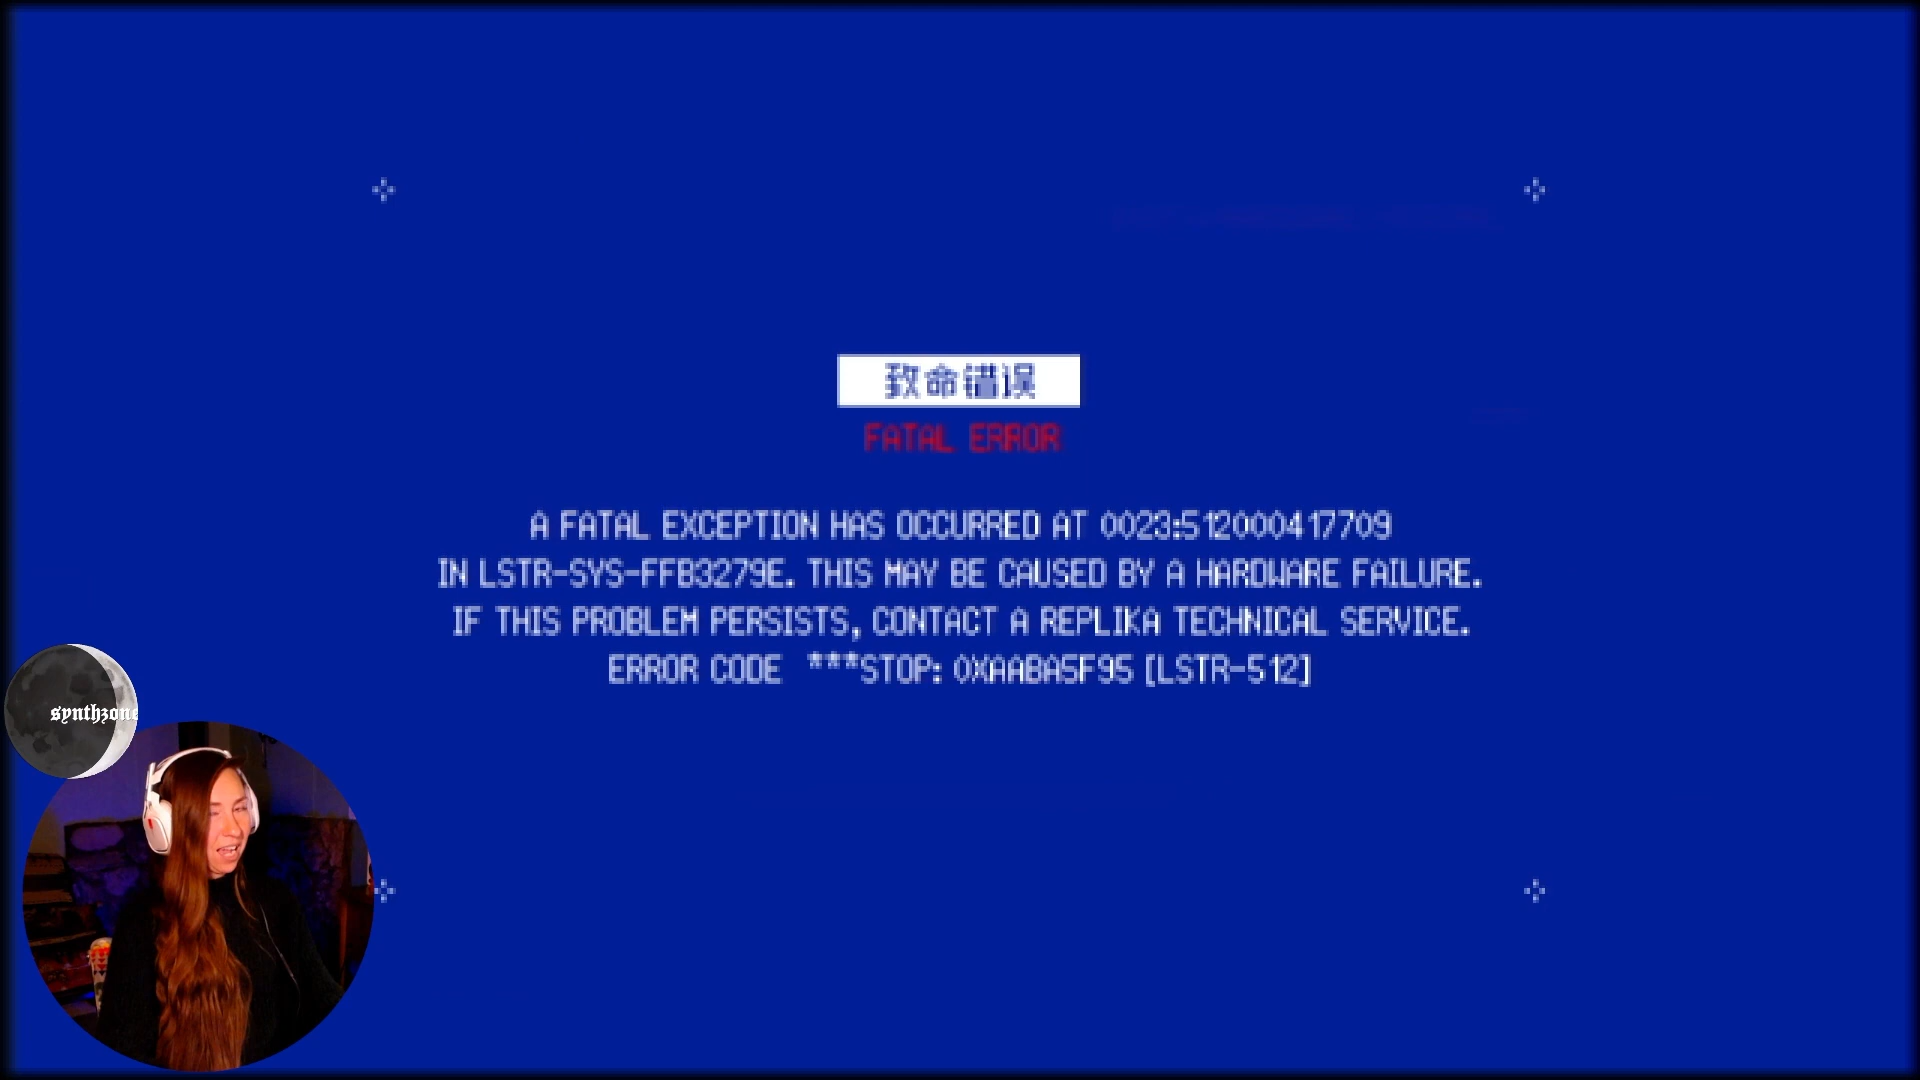 致命错误
FATAL ERROR
A FATAL EXCEPTION HAS OCCURRED AT 0023:512000417709
IN LSTR-SYS-FFB3279E. THIS MAY BE CAUSED BY A HARDWARE FAILURE.
IF THIS PROBLEM PERSISTS, CONTACT A REPLIKA TECHNICAL SERVICE.
ERROR CODE ***STOP: 0XAABA5F95 [LSTR-512]
synthzone